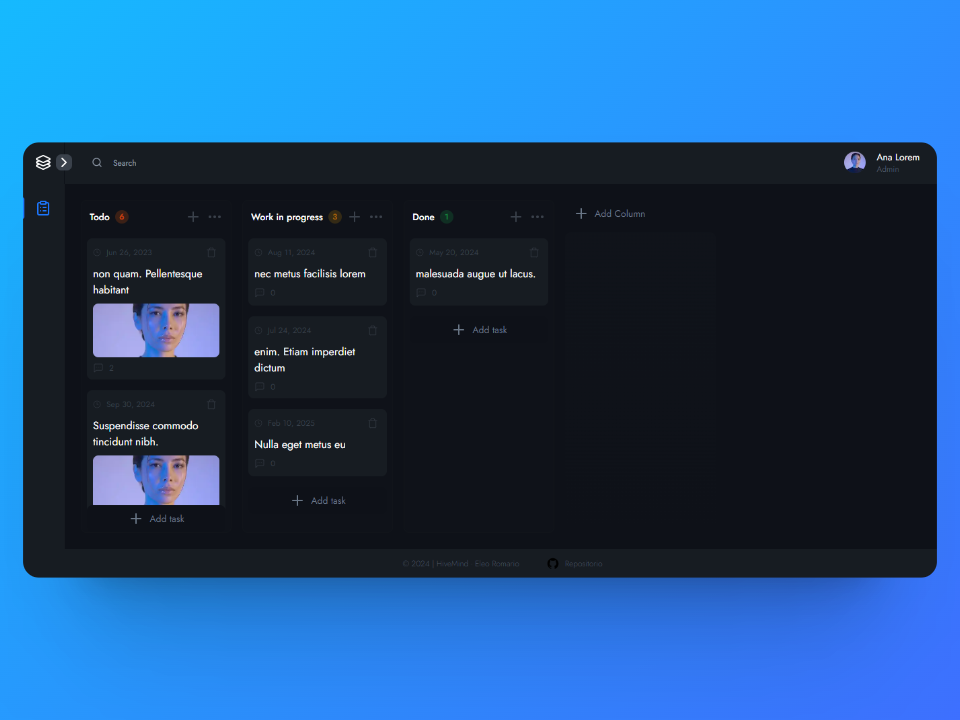 Search
Ana Lorem
Admin
Todo 6
Work in progress 3
Done 1
Add Column
Jun 26, 2023
non quam. Pellentesque
habitant
2
Sep 30, 2024
Suspendisse commodo
tincidunt nibh.
Add task
Aug 11, 2024
nec metus facilisis lorem
0
Jul 24, 2024
enim. Etiam imperdiet
dictum
0
Feb 10, 2023
Nulla eget metus eu
0
Add task
May 20, 2024
malesuada augue ut lacus.
0
Add task
© 2024 | HiveMind
Repositorio